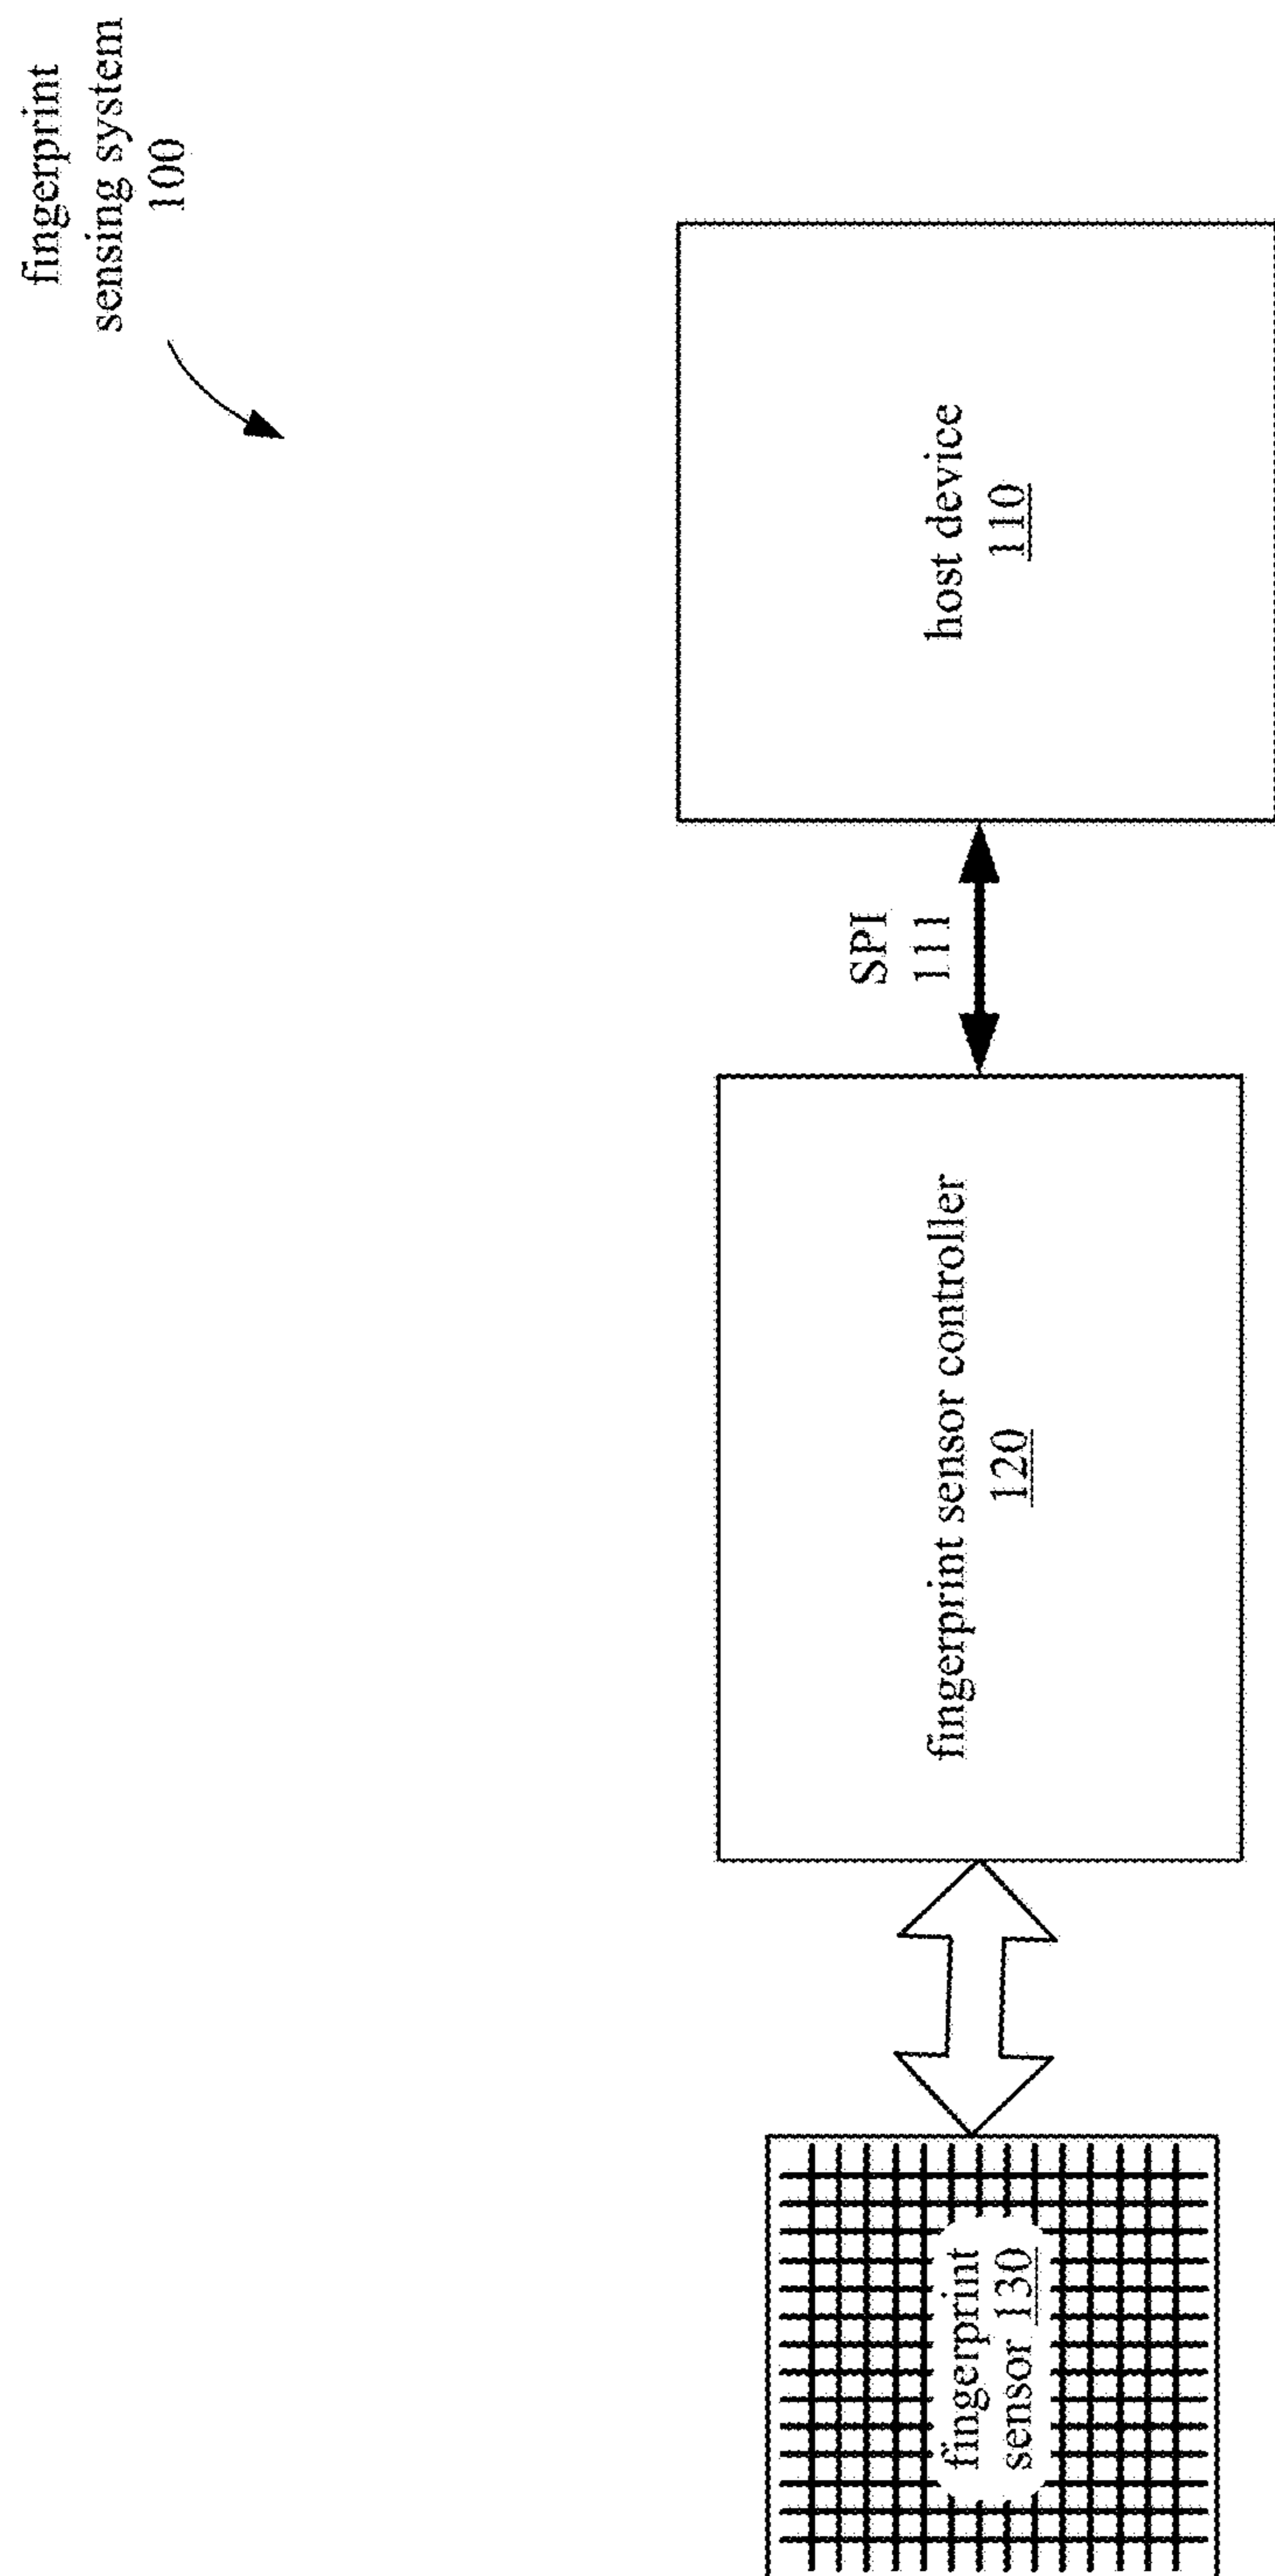 fingerprint
sensing system
100
fingerprint
sensor 130
fingerprint sensor controller
120
SPI
111
host device
110